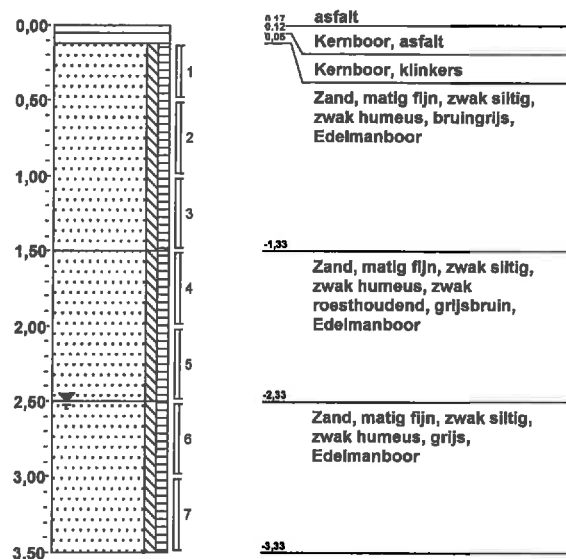 0,00
0,50
1,00
1,50
2,00
2,50
3,00
3,50
1
2
3
4
5
6
7
0,17
0,12
0,05
asfalt
Kernboor, asfalt
Kernboor, klinkers
Zand, matig fijn, zwak siltig,
zwak humeus, bruingrijs,
Edelmanboor
-1,33
Zand, matig fijn, zwak siltig,
zwak humeus, zwak
roesthoudend, grijsbruin,
Edelmanboor
-2,33
Zand, matig fijn, zwak siltig,
zwak humeus, grijs,
Edelmanboor
-3,33